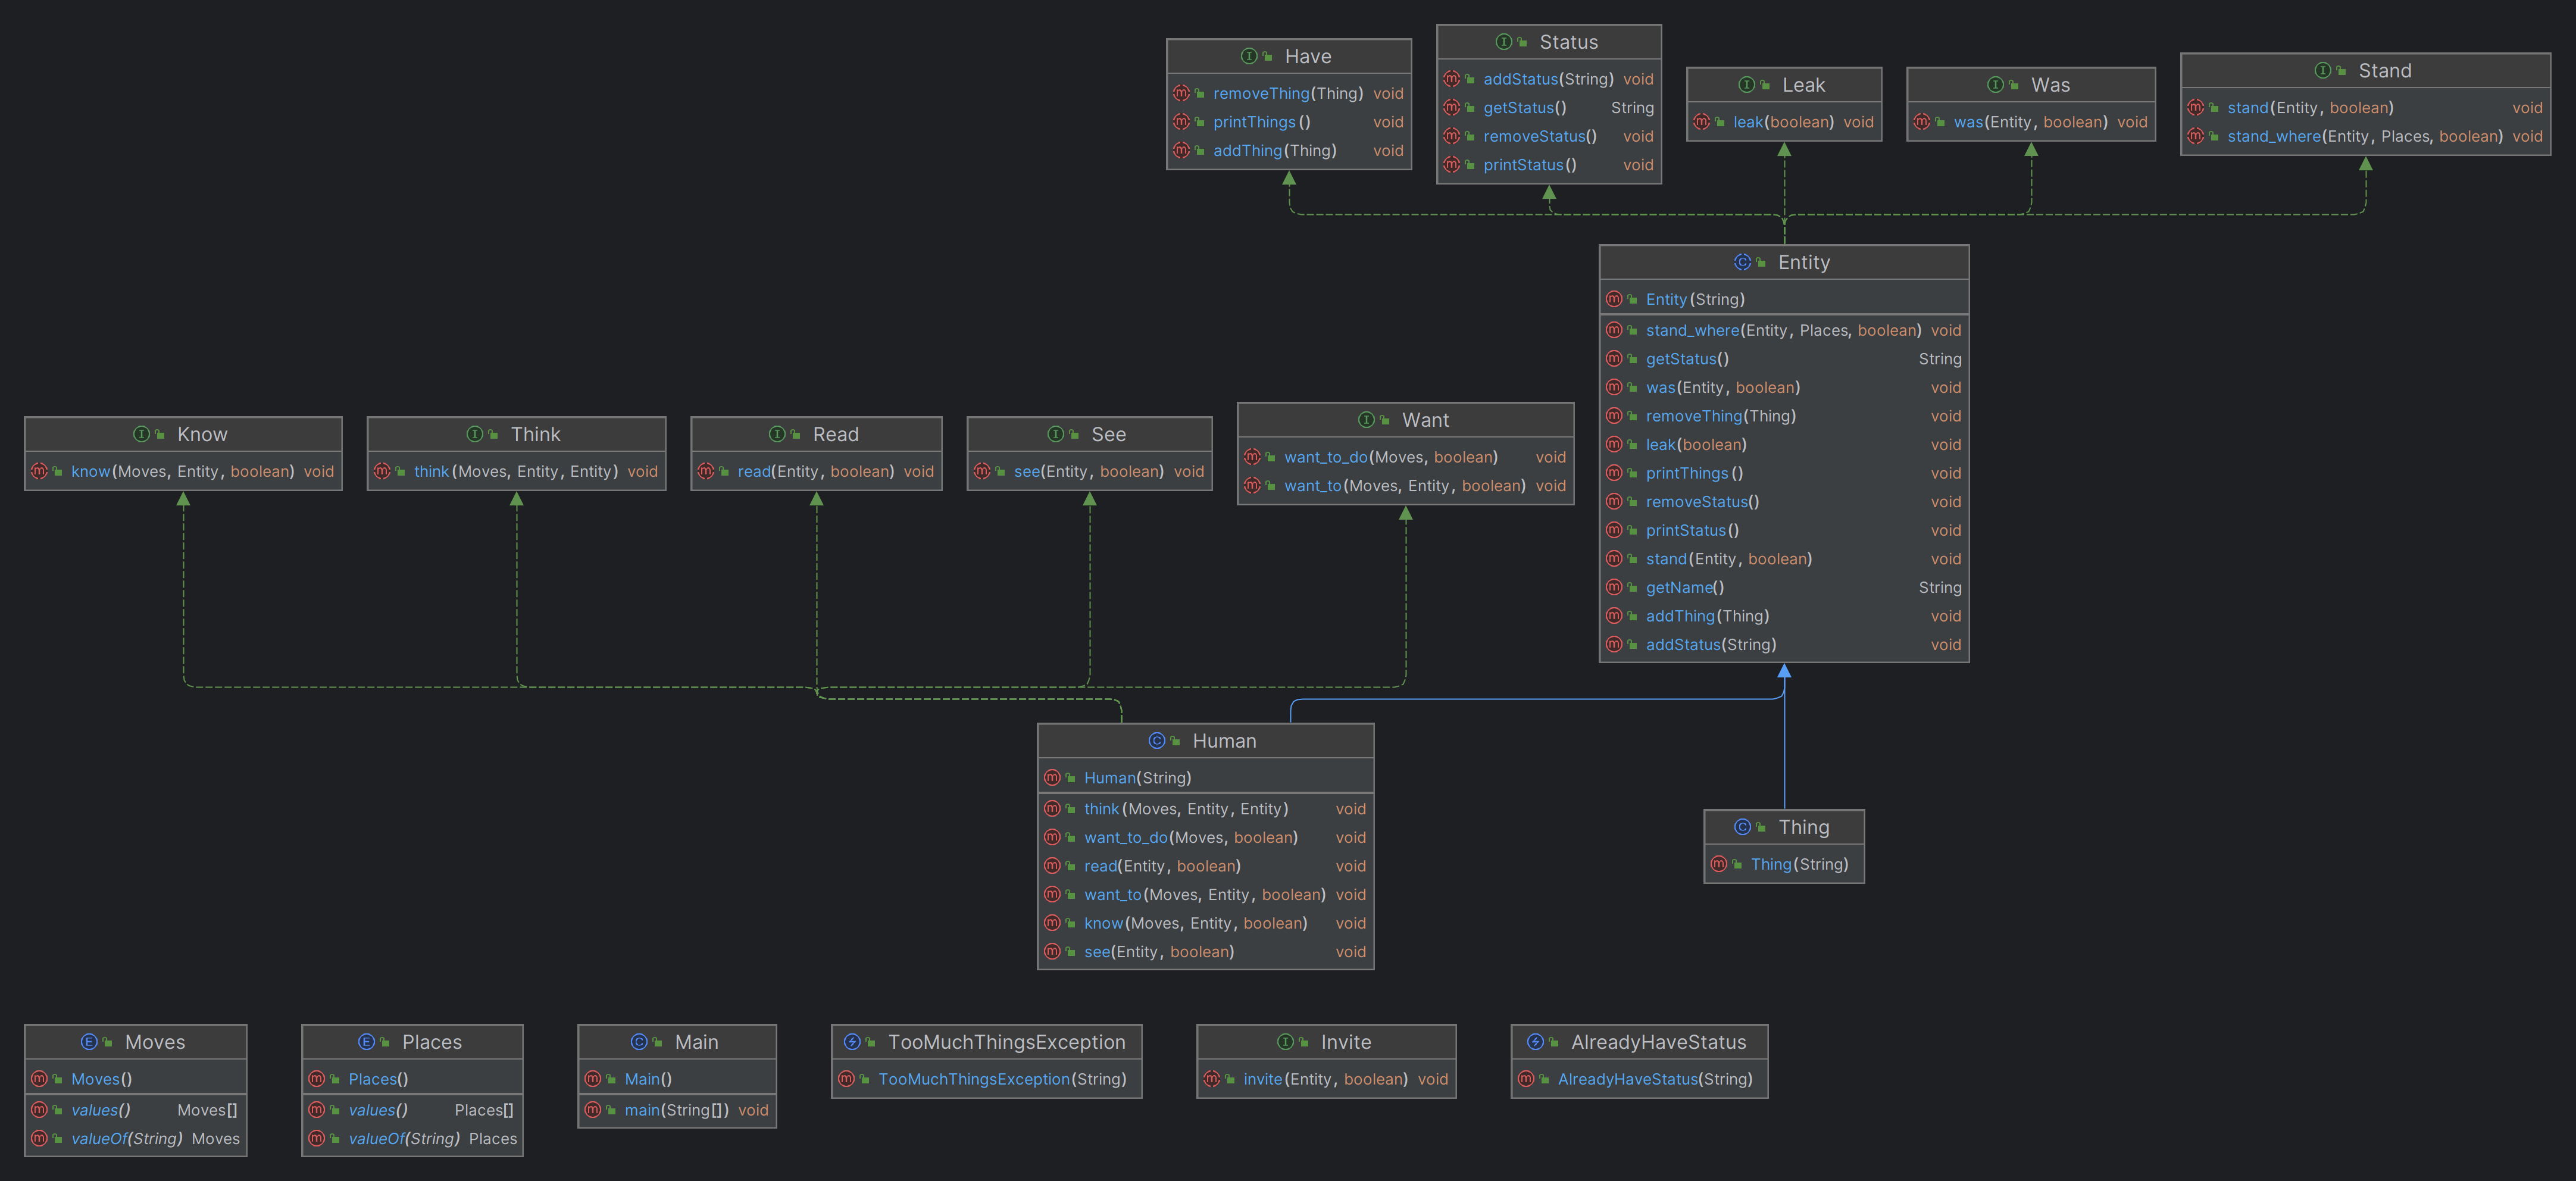 Have
removeThing(Thing) void
printThings() void
addThing(Thing) void
Status
addStatus(String) void
getStatus() String
removeStatus() void
printStatus() void
Leak
leak(boolean) void
Was
was(Entity, boolean) void
Stand
stand(Entity, boolean) void
stand_where(Entity, Places, boolean) void
Entity
Entity(String)
stand_where(Entity, Places, boolean) void
getStatus() String
was(Entity, boolean) void
removeThing(Thing) void
leak(boolean) void
printThings() void
removeStatus() void
printStatus() void
stand(Entity, boolean) void
getName() String
addThing(Thing) void
addStatus(String) void
Know
know(Moves, Entity, boolean) void
Think
think(Moves, Entity, Entity) void
Read
read(Entity, boolean) void
See
see(Entity, boolean) void
Want
want_to_do(Moves, boolean) void
want_to(Moves, Entity, boolean) void
Human
Human(String)
think(Moves, Entity, Entity) void
want_to_do(Moves, boolean) void
read(Entity, boolean) void
want_to(Moves, Entity, boolean) void
know(Moves, Entity, boolean) void
see(Entity, boolean) void
Thing
Thing(String)
Moves
Moves()
values() Moves[]
valueOf(String) Moves
Places
Places()
values() Places[]
valueOf(String) Places
Main
Main()
main(String[]) void
TooMuchThingsException
TooMuchThingsException(String)
Invite
invite(Entity, boolean) void
AlreadyHaveStatus
AlreadyHaveStatus(String)